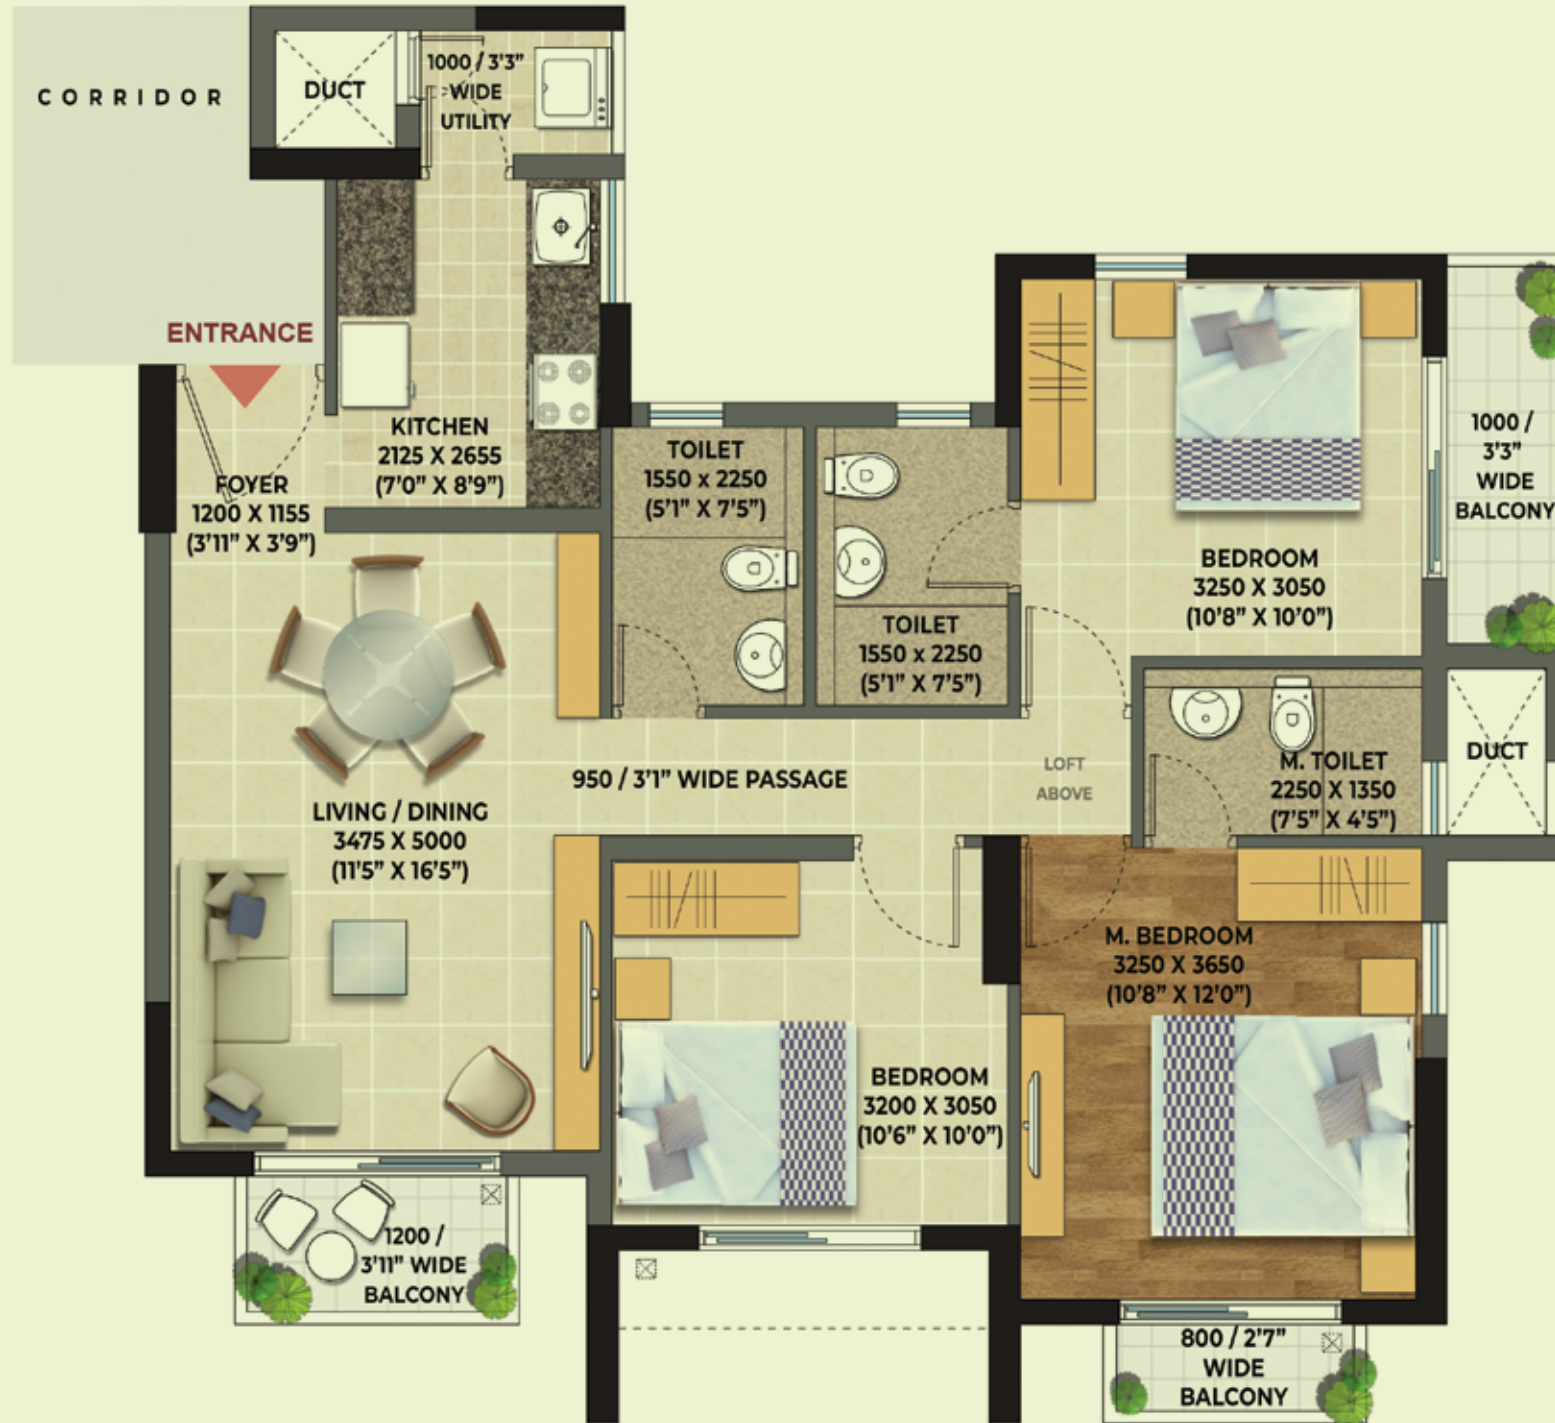 CORRIDOR
DUCT
1000 / 3'3”
WIDE
UTILITY
ENTRANCE
KITCHEN
2125 X 2655
(7'0” X 8'9”)
FOYER
1200 X 1155
(3'11” X 3'9”)
TOILET
1550 x 2250
(5'1” X 7'5”)
TOILET
1550 x 2250
(5'1” X 7'5”)
BEDROOM
3250 X 3050
(10'8” X 10'0”)
1000 /
3'3”
WIDE
BALCONY
LIVING / DINING
3475 X 5000
(11'5” X 16'5”)
950 / 3'1” WIDE PASSAGE
LOFT
ABOVE
M. TOILET
2250 X 1350
(7'5” X 4'5”)
DUCT
BEDROOM
3200 X 3050
(10'6” X 10'0”)
M. BEDROOM
3250 X 3650
(10'8” X 12'0”)
1200 /
3'11” WIDE
BALCONY
800 / 2'7”
WIDE
BALCONY